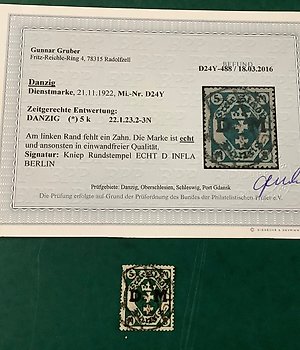 Gunnar Gruber
Fritz-Reichle-Ring 4, 78315 Radolfzell
BEFUND
D24Y-488 / 18.03.2016
Danzig
Dienstmarke, 21.11.1922, Mi.-Nr. D24Y
Zeitgerechte Entwertung:
DANZIG (*) 5 k 22.1.23.2-3N
Am linken Rand fehlt ein Zahn. Die Marke ist echt
und ansonsten in einwandfreier Qualität.
Signatur: Kniep Rundstempel ECHT D INFLA
BERLIN
Prüfgebiete: Danzig, Oberschlesien, Schleswig, Port Gdansk
Die Prüfung erfolgte auf Grund der Prüfordnung des Bundes der Philatelistischen Prüfer e.V.
D M